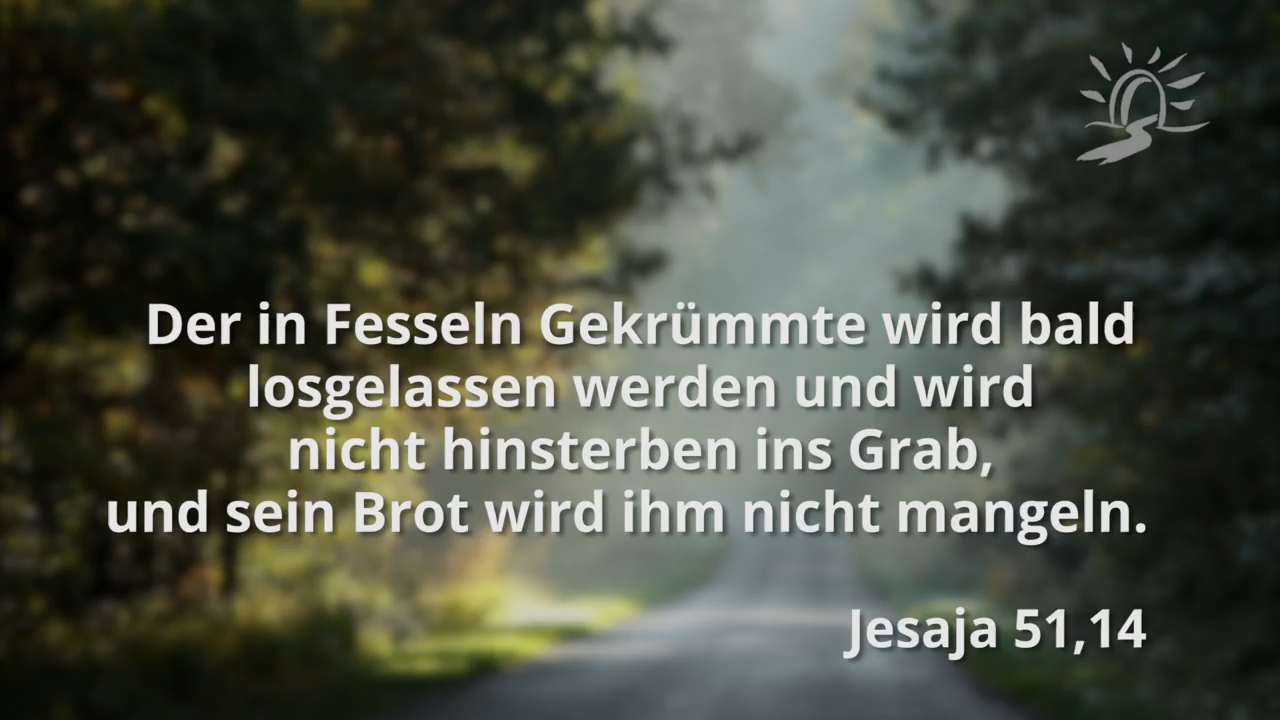 Der in Fesseln Gekrümmte wird bald
losgelassen werden und wird
nicht hinsterben ins Grab,
und sein Brot wird ihm nicht mangeln.
Jesaja 51,14